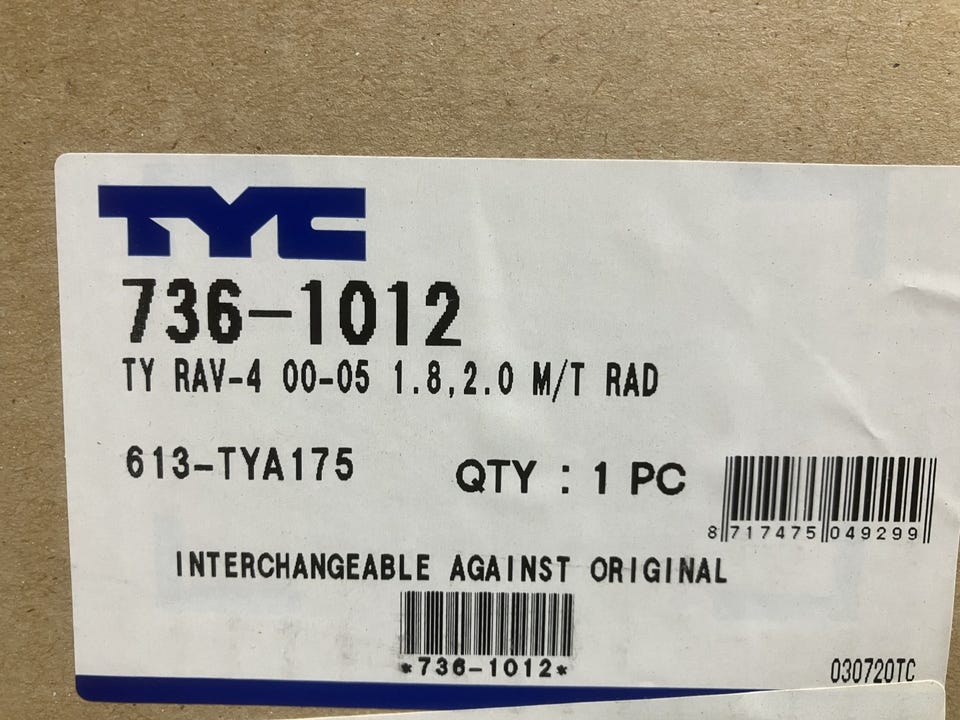 TYC
736-1012
TY RAV-4 00-05 1.8,2.0 M/T RAD
613-TYA175
QTY : 1 PC
8 717475 049299
INTERCHANGEABLE AGAINST ORIGINAL
*736-1012*
030720TC